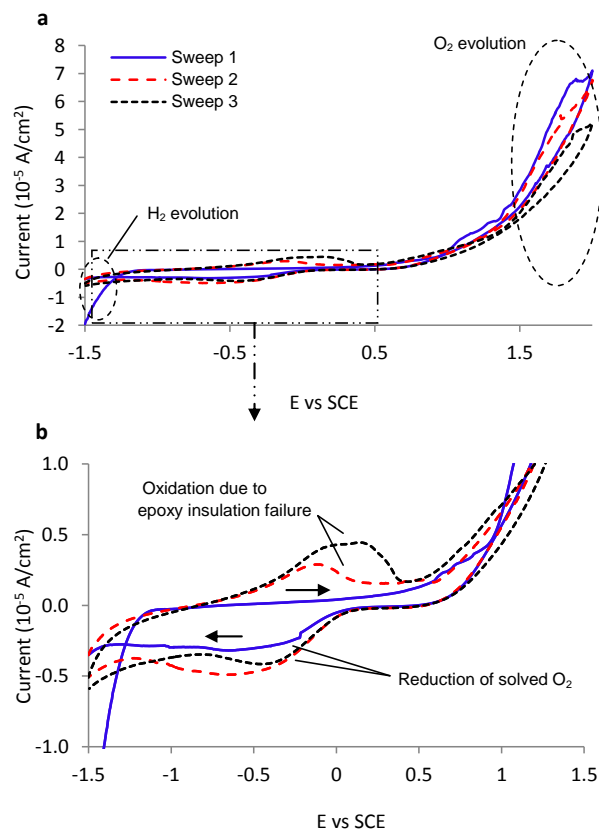 a
O₂ evolution
Sweep 1
Sweep 2
Sweep 3
H₂ evolution
Current (10⁻⁵ A/cm²)
8
7
6
5
4
3
2
1
0
-1
-2
-1.5
-0.5
0.5
1.5
E vs SCE
b
Oxidation due to
epoxy insulation failure
Reduction of solved O₂
Current (10⁻⁵ A/cm²)
1.0
0.5
0.0
-0.5
-1.0
-1.5
-1
-0.5
0
0.5
1
1.5
E vs SCE